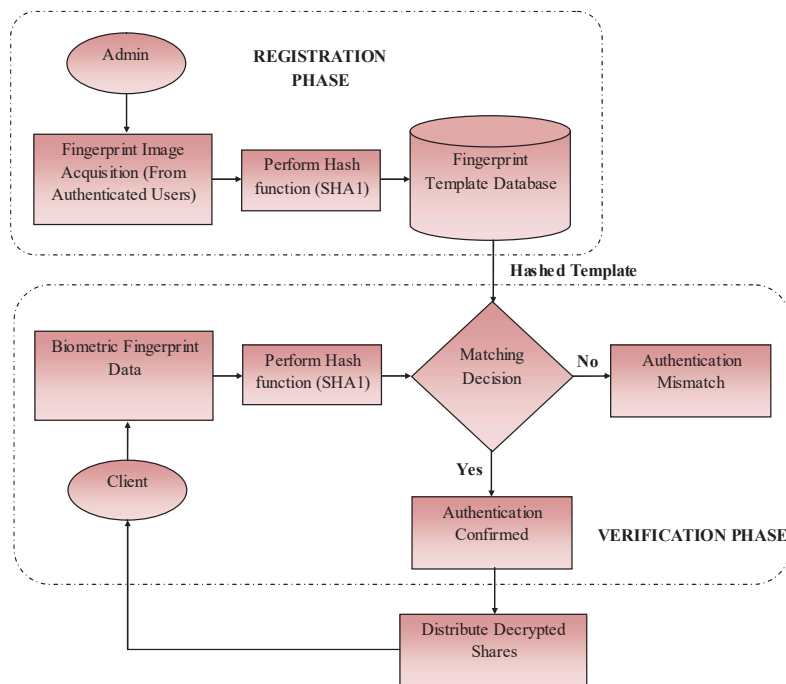 Admin
REGISTRATION
PHASE
Fingerprint Image
Acquisition (From
Authenticated Users)
Perform Hash
function (SHA1)
Fingerprint
Template Database
Hashed Template
Biometric Fingerprint
Data
Perform Hash
function (SHA1)
Matching
Decision
No
Authentication
Mismatch
Yes
Client
Authentication
Confirmed
VERIFICATION PHASE
Distribute Decrypted
Shares